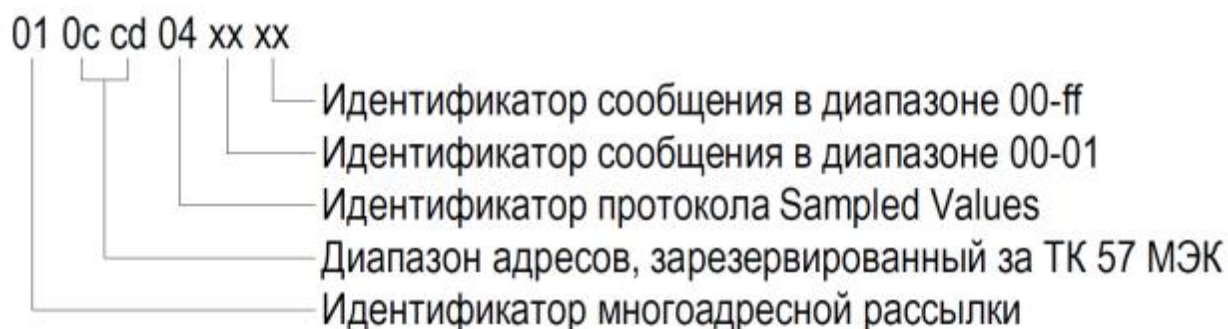 01 0c cd 04 xx xx
Идентификатор сообщения в диапазоне 00-ff
Идентификатор сообщения в диапазоне 00-01
Идентификатор протокола Sampled Values
Диапазон адресов, зарезервированный за ТК 57 МЭК
Идентификатор многоадресной рассылки